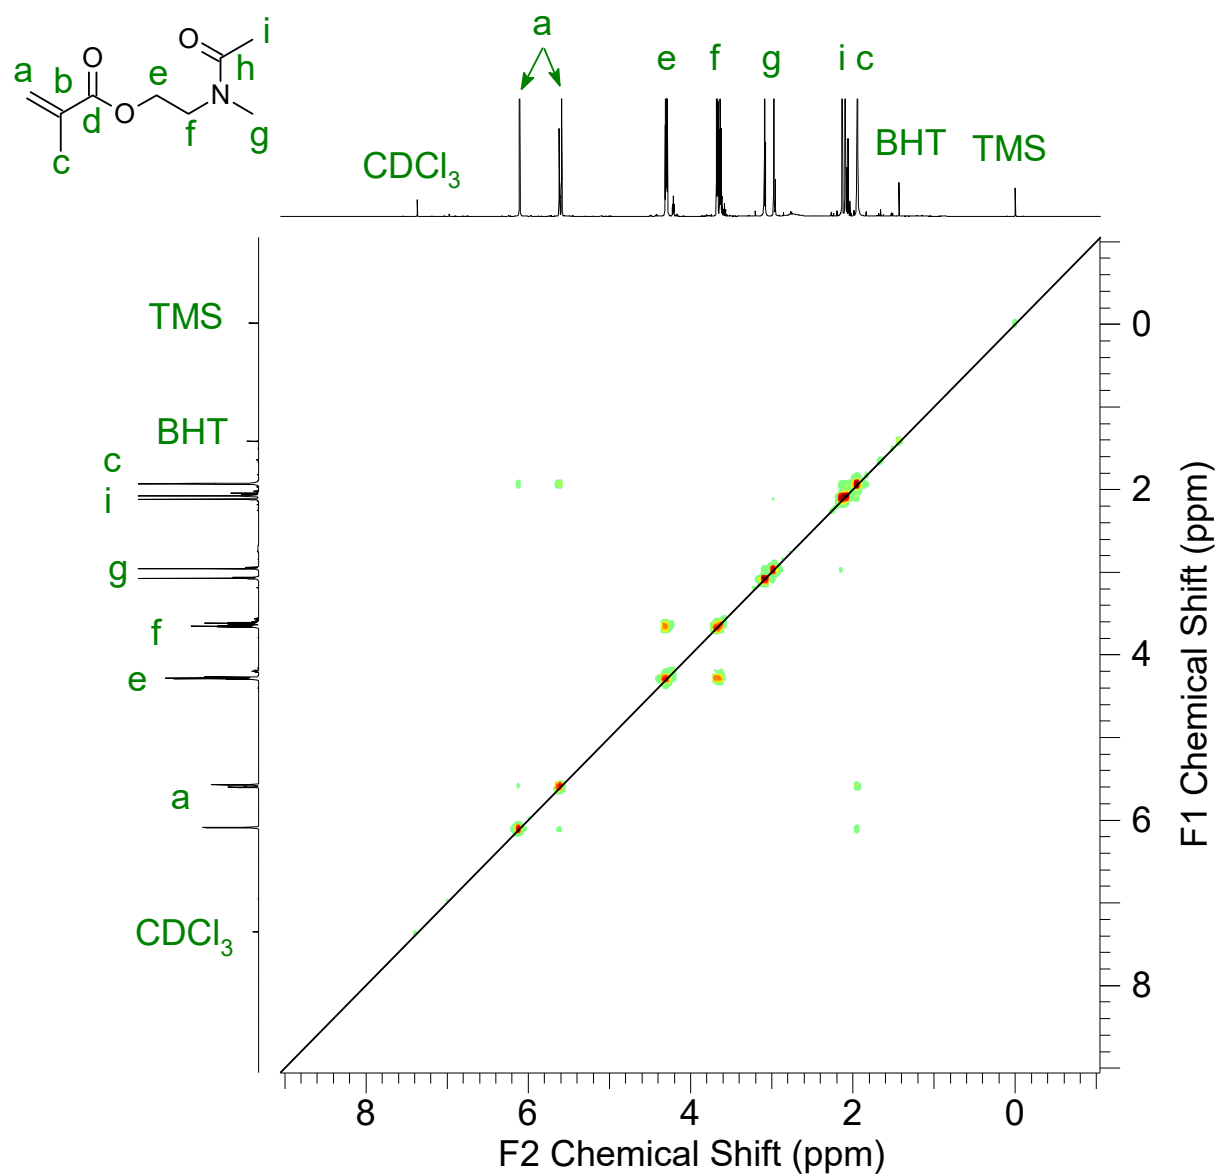 a
b
c
d
O
O
e
f
O
h
i
N
g
a
e
f
g
i
c
CDCl₃
BHT
TMS
TMS
BHT
c
i
g
f
e
a
CDCl₃
0
2
4
6
8
F1 Chemical Shift (ppm)
8
6
4
2
0
F2 Chemical Shift (ppm)